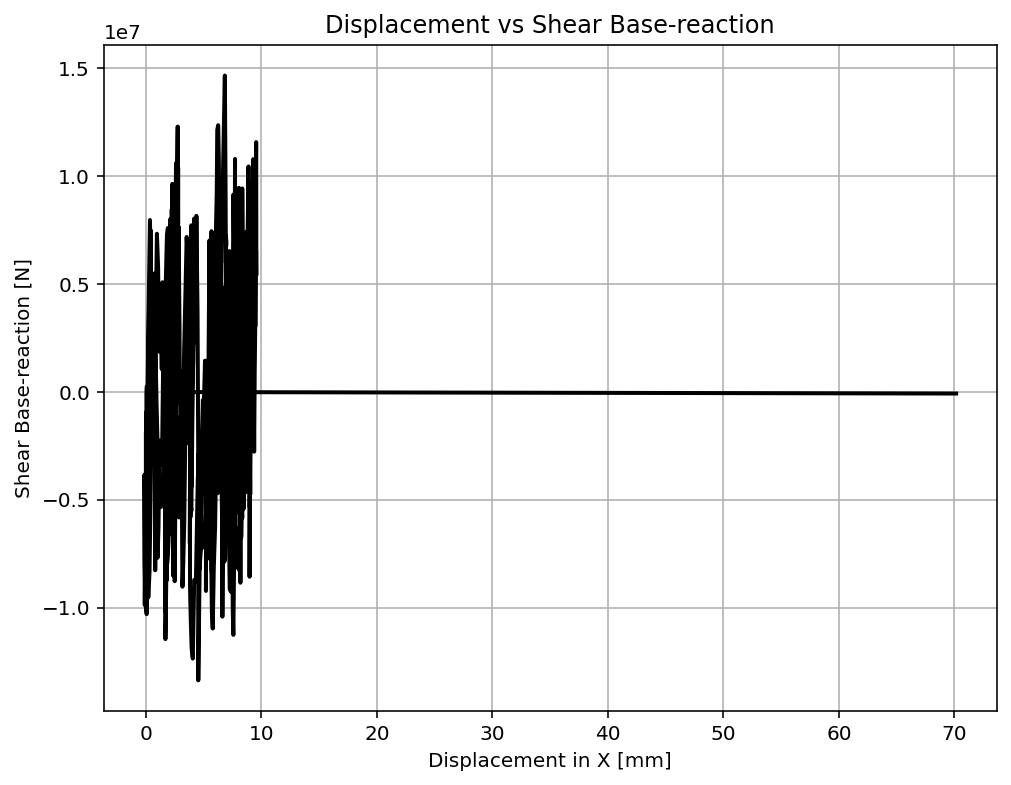 Displacement vs Shear Base-reaction
1e7
1.5
1.0
0.5
0.0
−0.5
−1.0
Shear Base-reaction [N]
0 10 20 30 40 50 60 70
Displacement in X [mm]